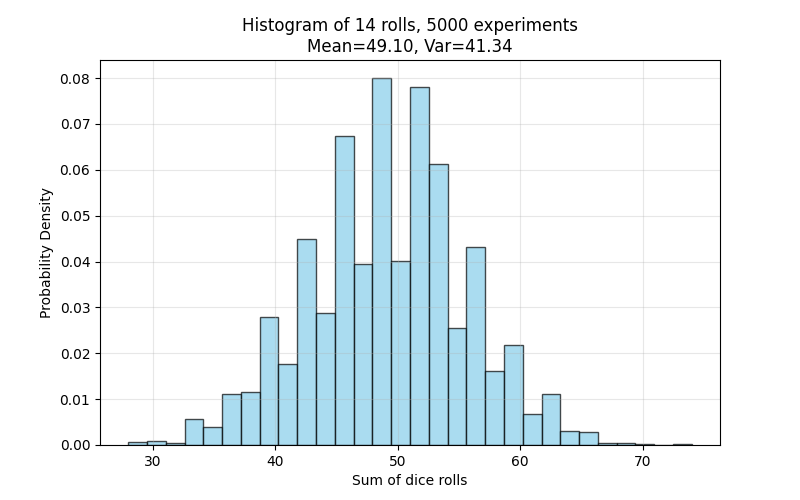 Histogram of 14 rolls, 5000 experiments
Mean=49.10, Var=41.34
0.08
0.07
0.06
0.05
0.04
0.03
0.02
0.01
0.00
Probability Density
30 40 50 60 70
Sum of dice rolls